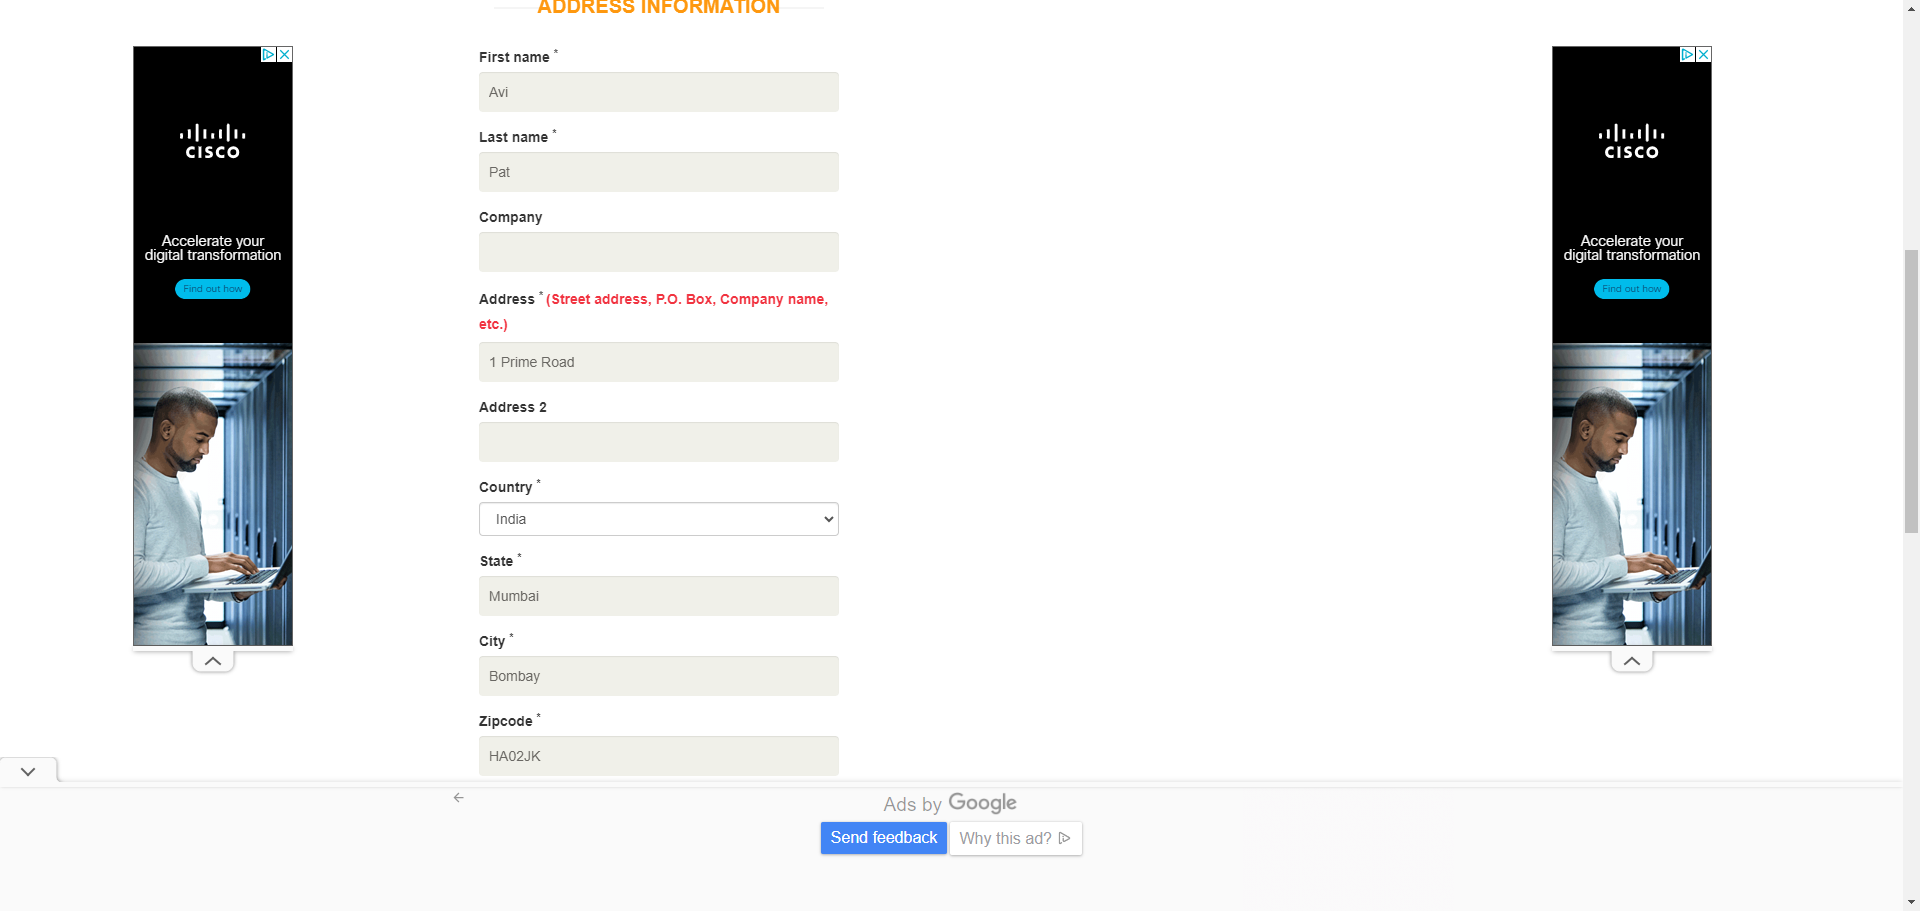 ADDRESS INFORMATION
First name *
Avi
Last name *
Pat
Company
Address * (Street address, P.O. Box, Company name,
etc.)
1 Prime Road
Address 2
Country *
India
State *
Mumbai
City *
Bombay
Zipcode *
HA02JK
CISCO
Accelerate your
digital transformation
Find out how
CISCO
Accelerate your
digital transformation
Find out how
Ads by Google
Send feedback
Why this ad?